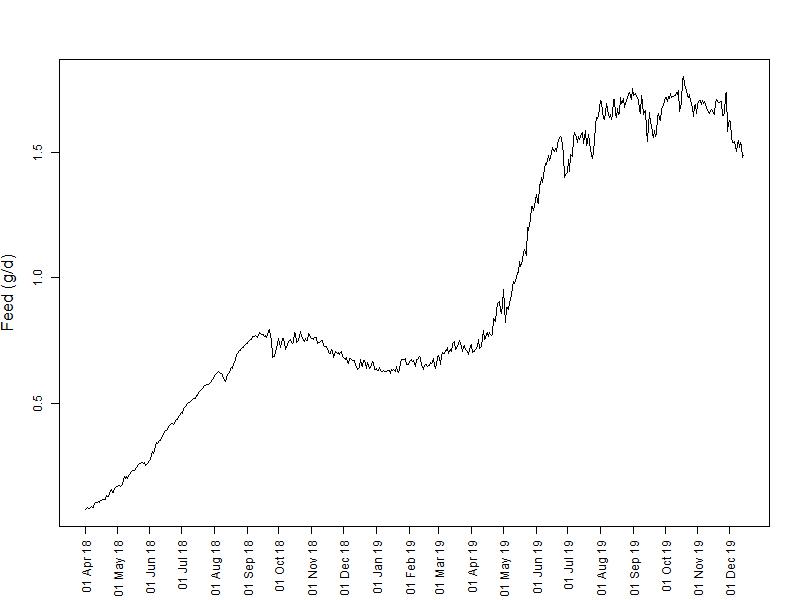 Feed (g/d)
1.5
1.0
0.5
01 Apr 18
01 May 18
01 Jun 18
01 Jul 18
01 Aug 18
01 Sep 18
01 Oct 18
01 Nov 18
01 Dec 18
01 Jan 19
01 Feb 19
01 Mar 19
01 Apr 19
01 May 19
01 Jun 19
01 Jul 19
01 Aug 19
01 Sep 19
01 Oct 19
01 Nov 19
01 Dec 19